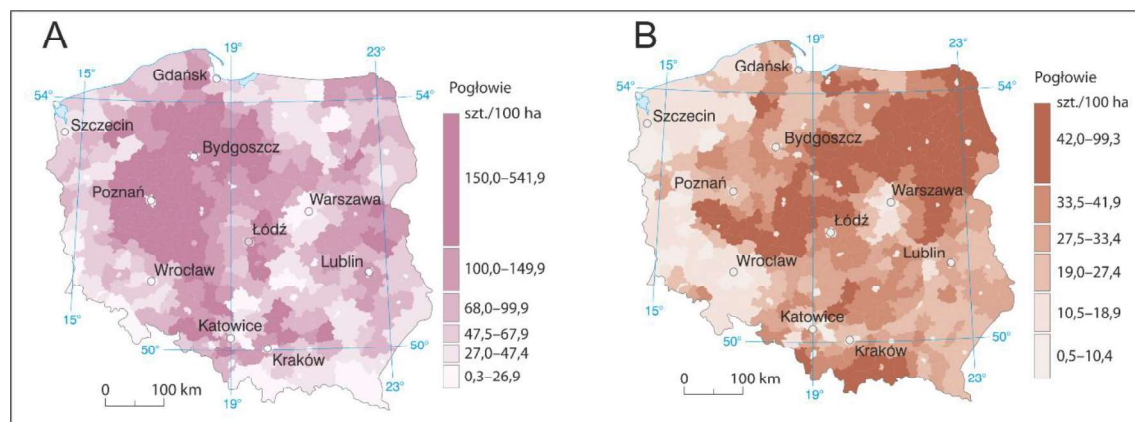 A
19°
23°
15°
Gdańsk
54°
54°
Szczecin
Bydgoszcz
Poznań
Warszawa
Łódź
Wrocław
Lublin
15°
Katowice
50°
Kraków
50°
0 100 km
23°
19°
Pogłowie
szt./100 ha
150,0–541,9
100,0–149,9
68,0–99,9
47,5–67,9
27,0–47,4
0,3–26,9
B
19°
23°
15°
Gdańsk
54°
54°
Szczecin
Bydgoszcz
Poznań
Warszawa
Łódź
Wrocław
Lublin
15°
Katowice
50°
Kraków
50°
0 100 km
23°
19°
Pogłowie
szt./100 ha
42,0–99,3
33,5–41,9
27,5–33,4
19,0–27,4
10,5–18,9
0,5–10,4